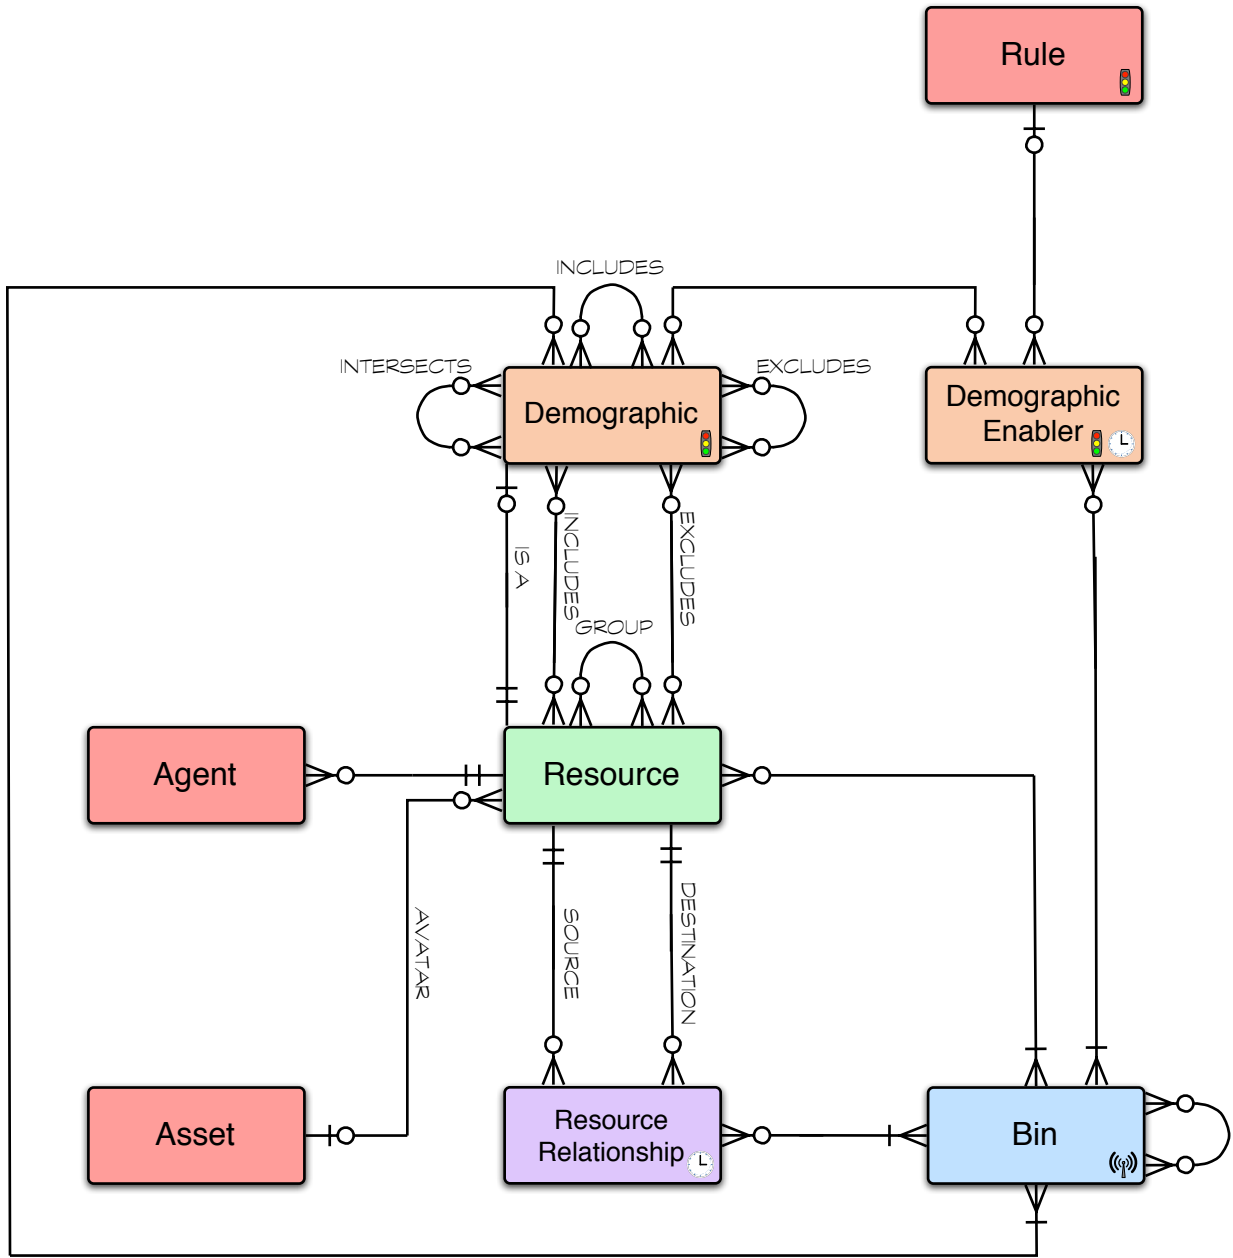 Rule
INCLUDES
INTERSECTS
EXCLUDES
Demographic
Demographic
Enabler
IS A
INCLUDES
EXCLUDES
GROUP
Agent
Resource
AVATAR
SOURCE
DESTINATION
Asset
Resource
Relationship
Bin